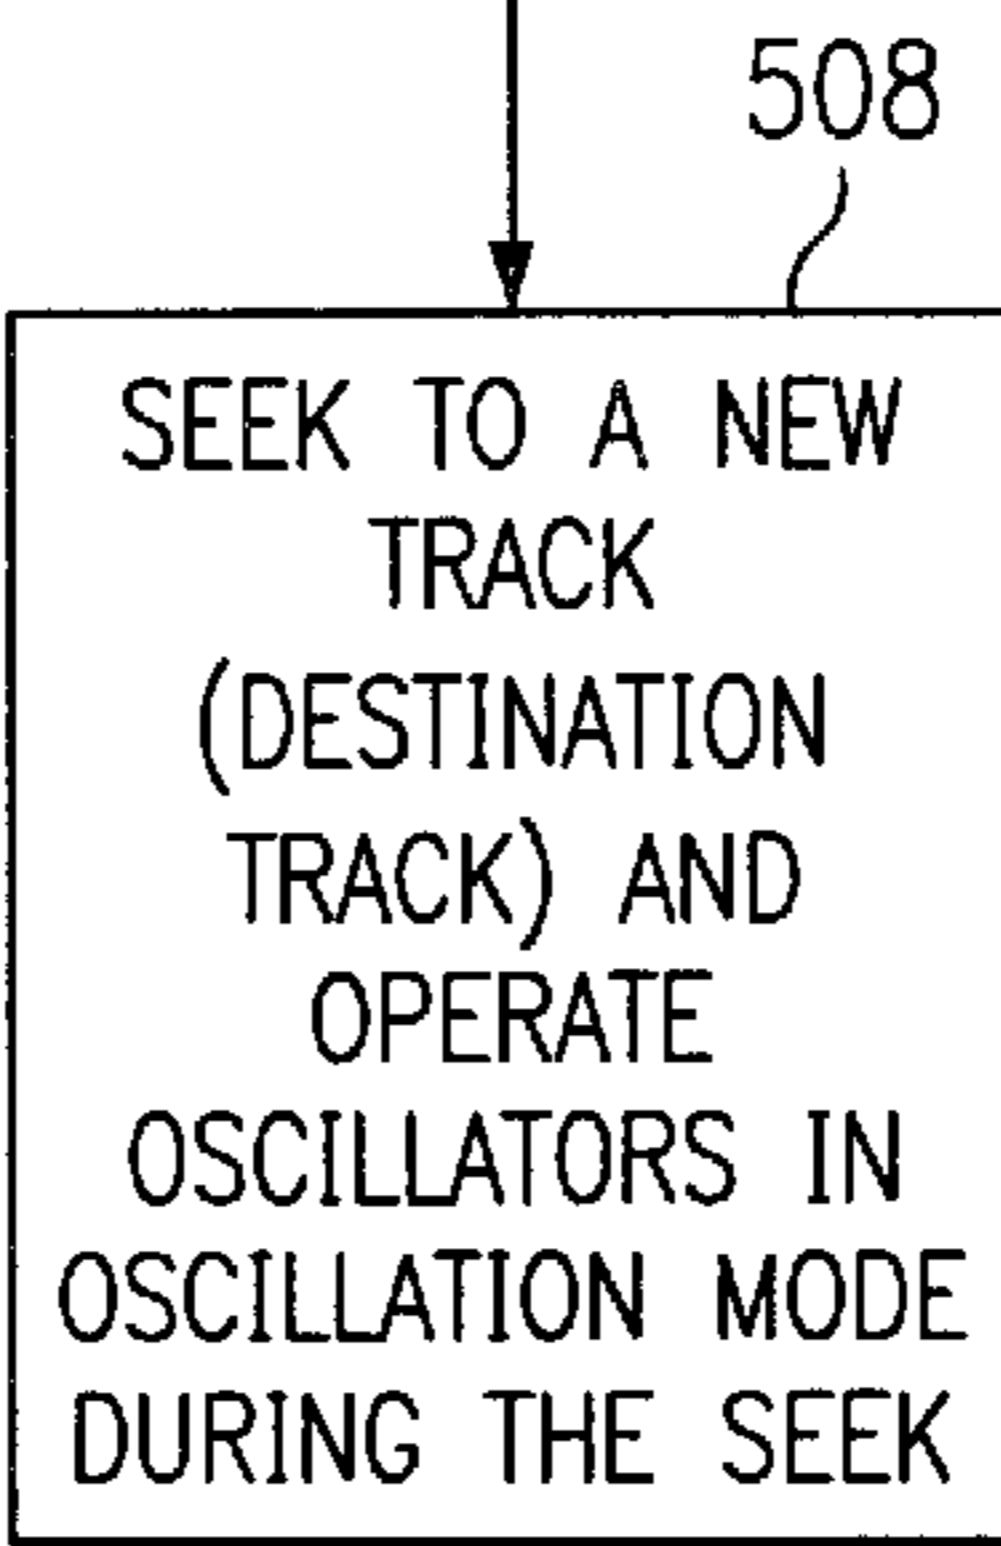 508
SEEK TO A NEW
TRACK
(DESTINATION
TRACK) AND
OPERATE
OSCILLATORS IN
OSCILLATION MODE
DURING THE SEEK